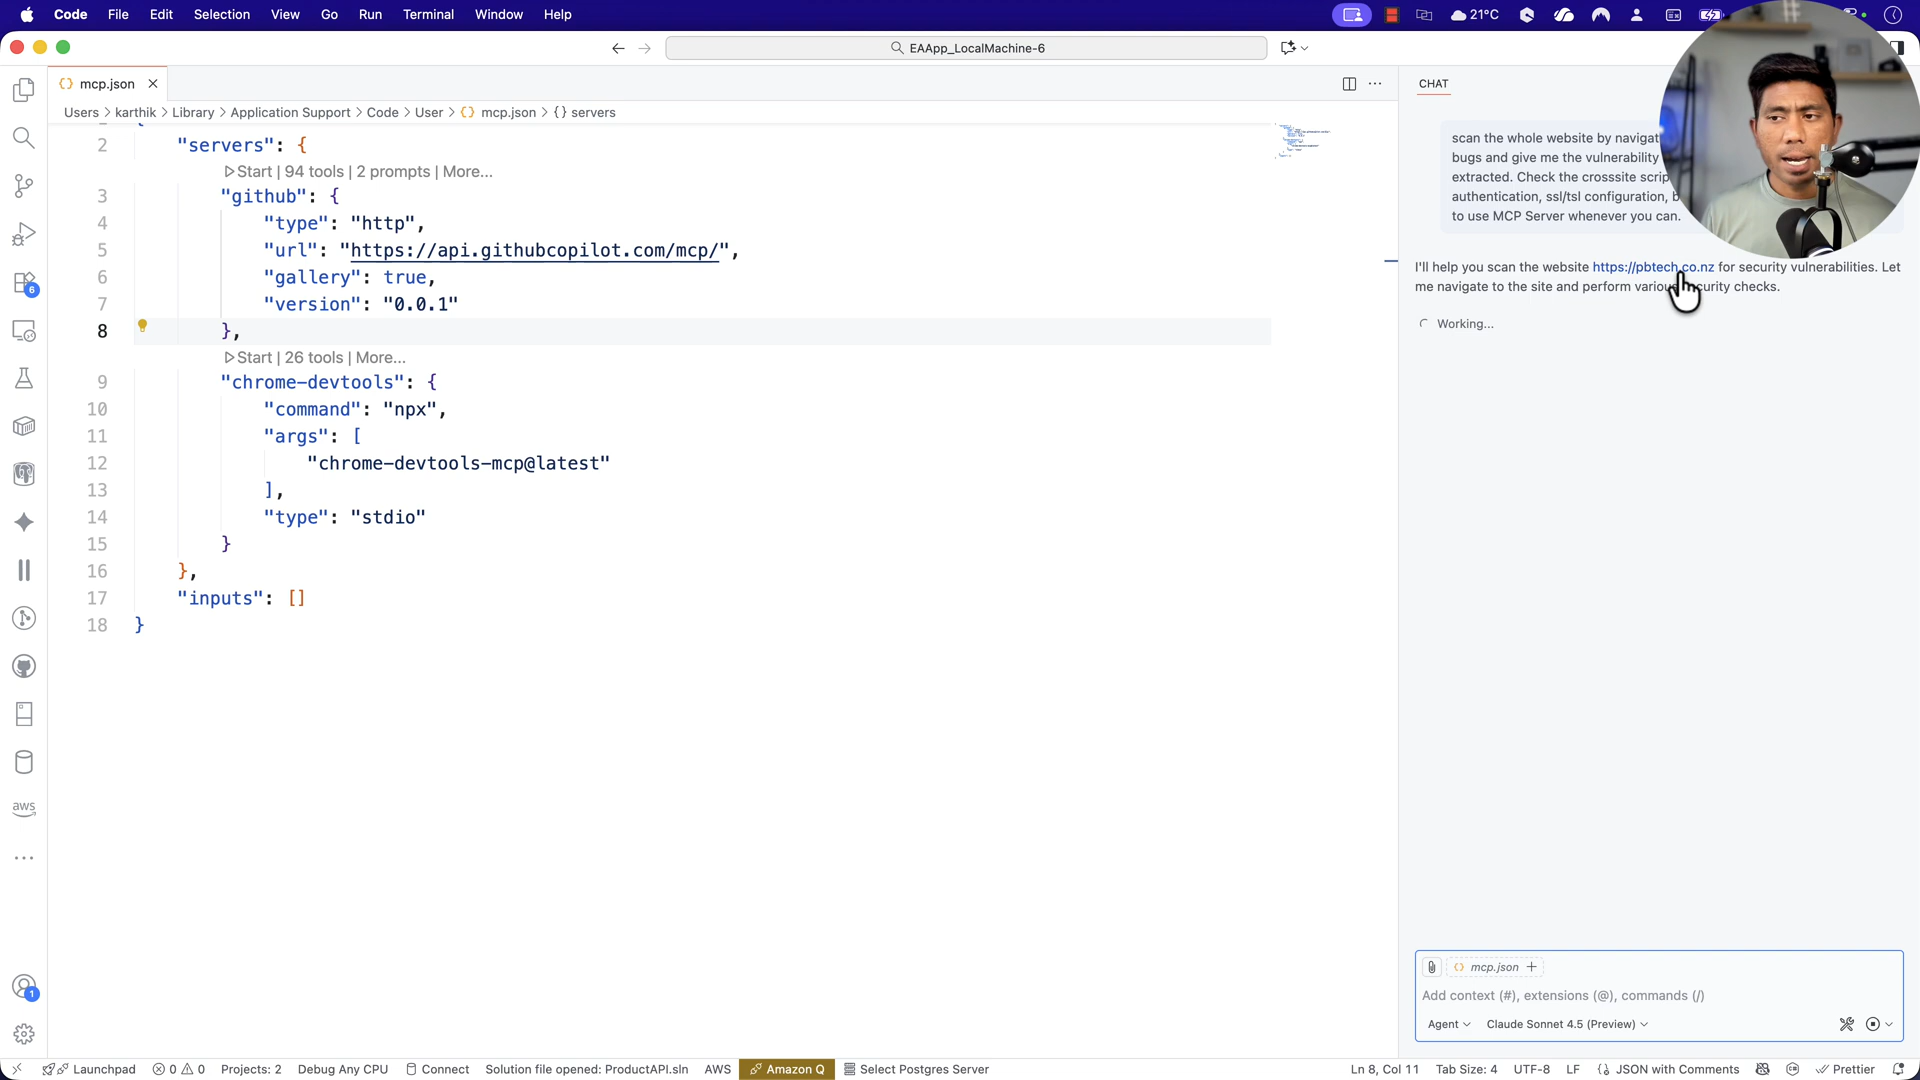 Code File Edit Selection View Go Run Terminal Window Help 21°C
EAApp_LocalMachine-6
mcp.json
CHAT
Users > karthik > Library > Application Support > Code > User > {} mcp.json > {} servers
2 "servers": {
Start | 94 tools | 2 prompts | More...
3 "github": {
4 "type": "http",
5 "url": "https://api.githubcopilot.com/mcp/",
6 "gallery": true,
7 "version": "0.0.1"
8 },
Start | 26 tools | More...
9 "chrome-devtools": {
10 "command": "npx",
11 "args": [
12 "chrome-devtools-mcp@latest"
13 ],
14 "type": "stdio"
15 }
16 },
17 "inputs": []
18 }
6
aws
1
scan the whole website by
bugs and give me the vulnerability
extracted. Check the crosssite
authentication, ssl/tsl configuration,
to use MCP Server whenever you can.
I'll help you scan the website https://pbtech.co.nz for security vulnerabilities. Let
me navigate to the site and perform various security checks.
Working...
mcp.json +
Add context (#), extensions (@), commands (/)
Agent Claude Sonnet 4.5 (Preview)
Launchpad 0 0 Projects: 2 Debug Any CPU Connect Solution file opened: ProductAPI.sln AWS Amazon Q Select Postgres Server Ln 8, Col 11 Tab Size: 4 UTF-8 LF JSON with Comments Prettier